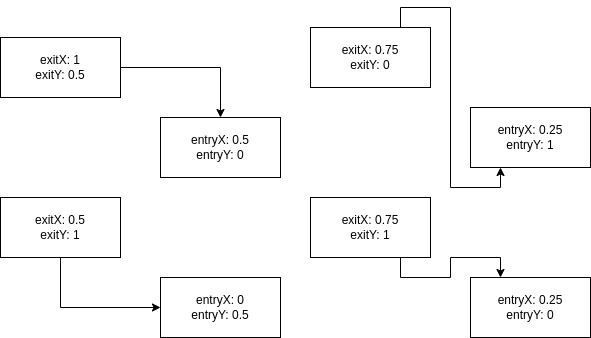 exitX: 1
exitY: 0.5
entryX: 0.5
entryY: 0
exitX: 0.75
exitY: 0
entryX: 0.25
entryY: 1
exitX: 0.5
exitY: 1
entryX: 0
entryY: 0.5
exitX: 0.75
exitY: 1
entryX: 0.25
entryY: 0